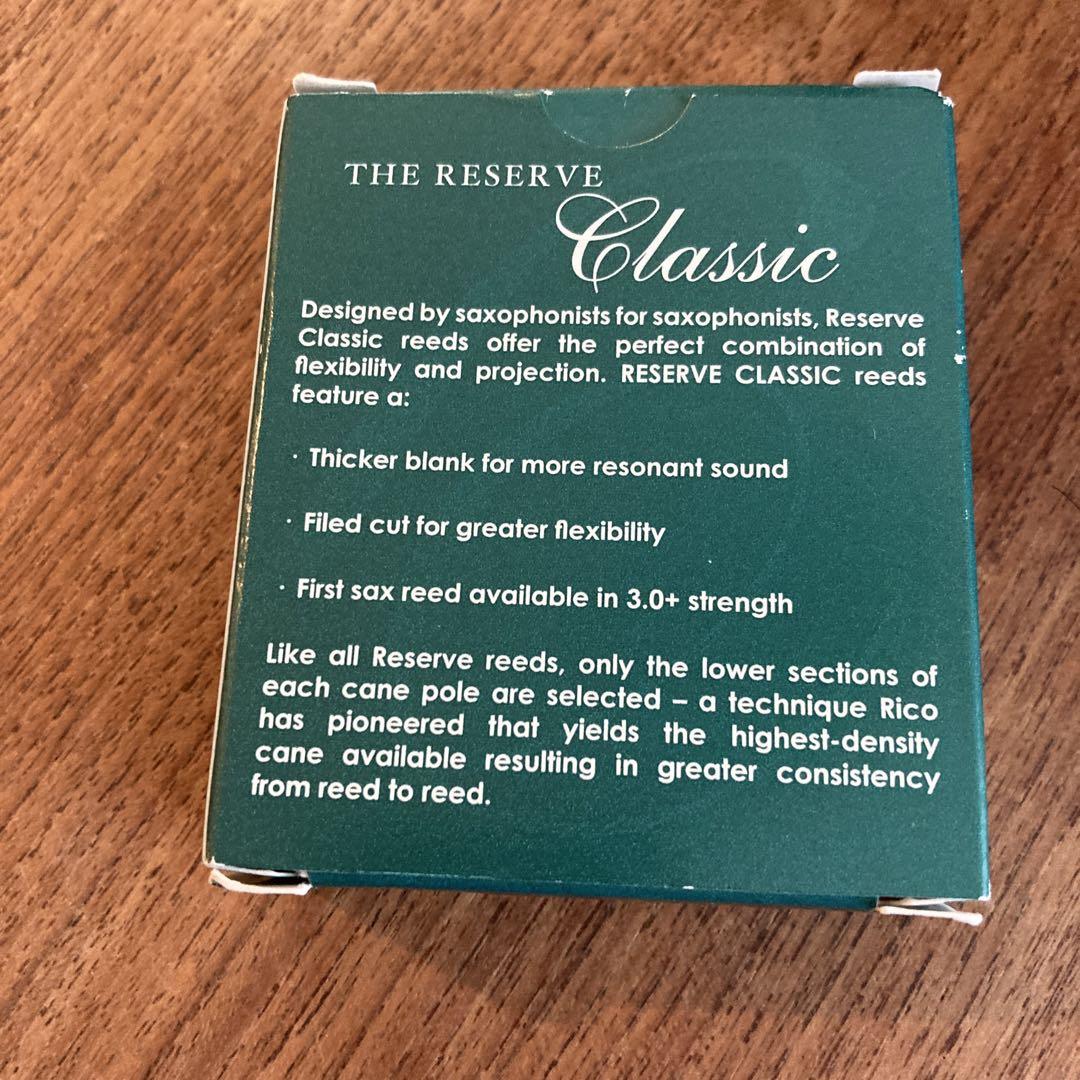 THE RESERVE
Classic
Designed by saxophonists for saxophonists, Reserve
Classic reeds offer the perfect combination of
flexibility and projection. RESERVE CLASSIC reeds
feature a:
· Thicker blank for more resonant sound
· Filed cut for greater flexibility
· First sax reed available in 3.0+ strength
Like all Reserve reeds, only the lower sections of
each cane pole are selected – a technique Rico
has pioneered that yields the highest-density
cane available resulting in greater consistency
from reed to reed.